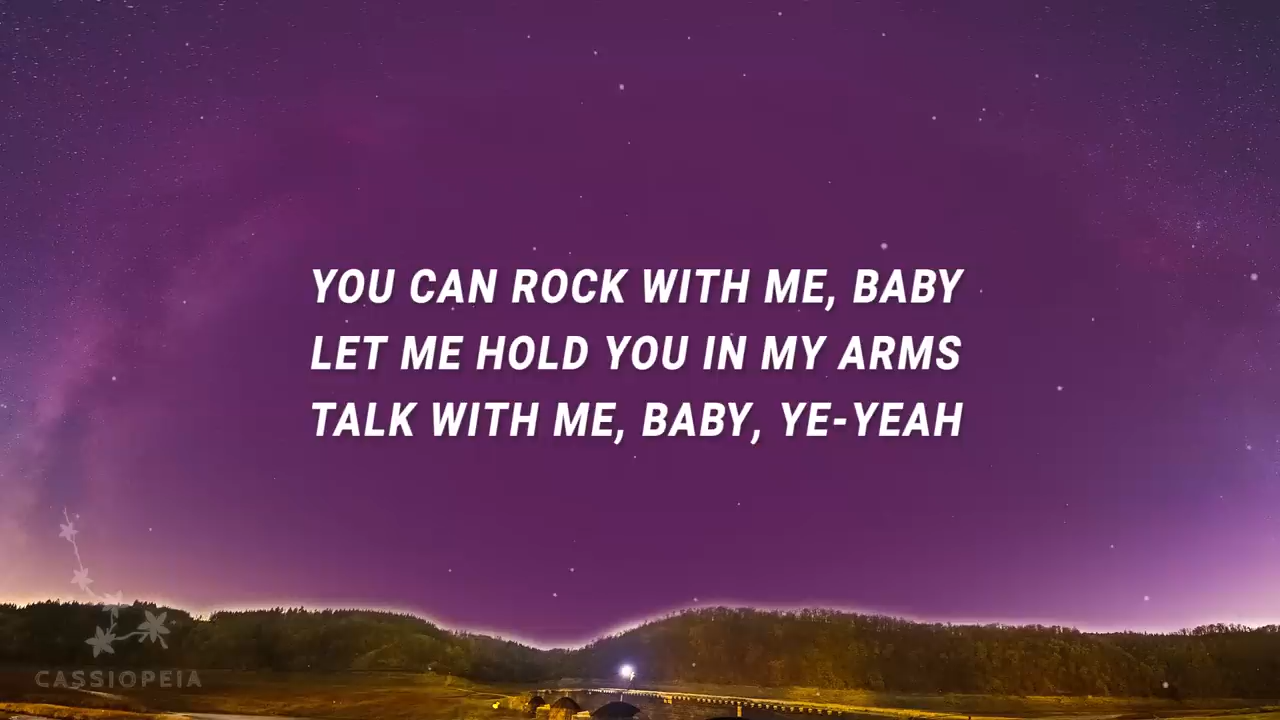 YOU CAN ROCK WITH ME, BABY
LET ME HOLD YOU IN MY ARMS
TALK WITH ME, BABY, YE-YEAH
CASSIOPEIA